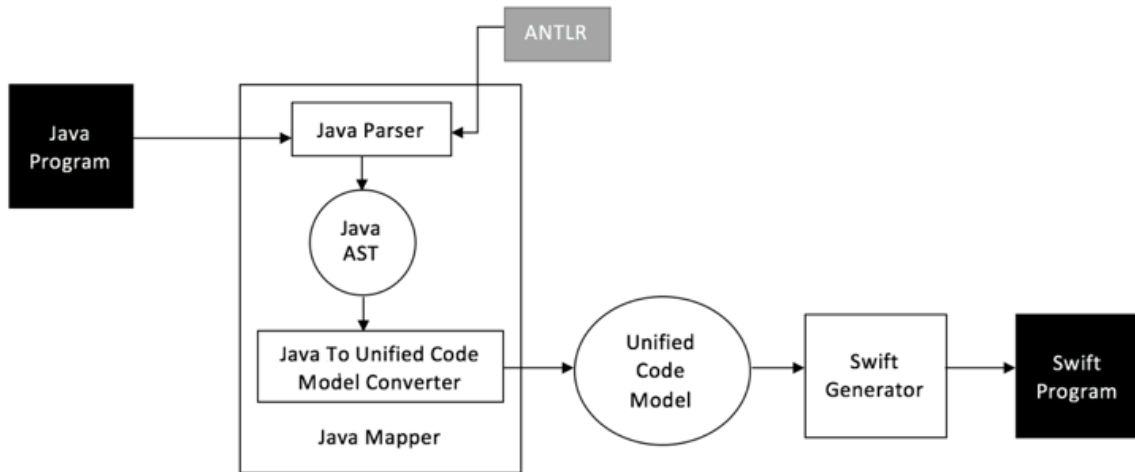 ANTLR
Java
Program
Java Parser
Java
AST
Java To Unified Code
Model Converter
Java Mapper
Unified
Code
Model
Swift
Generator
Swift
Program